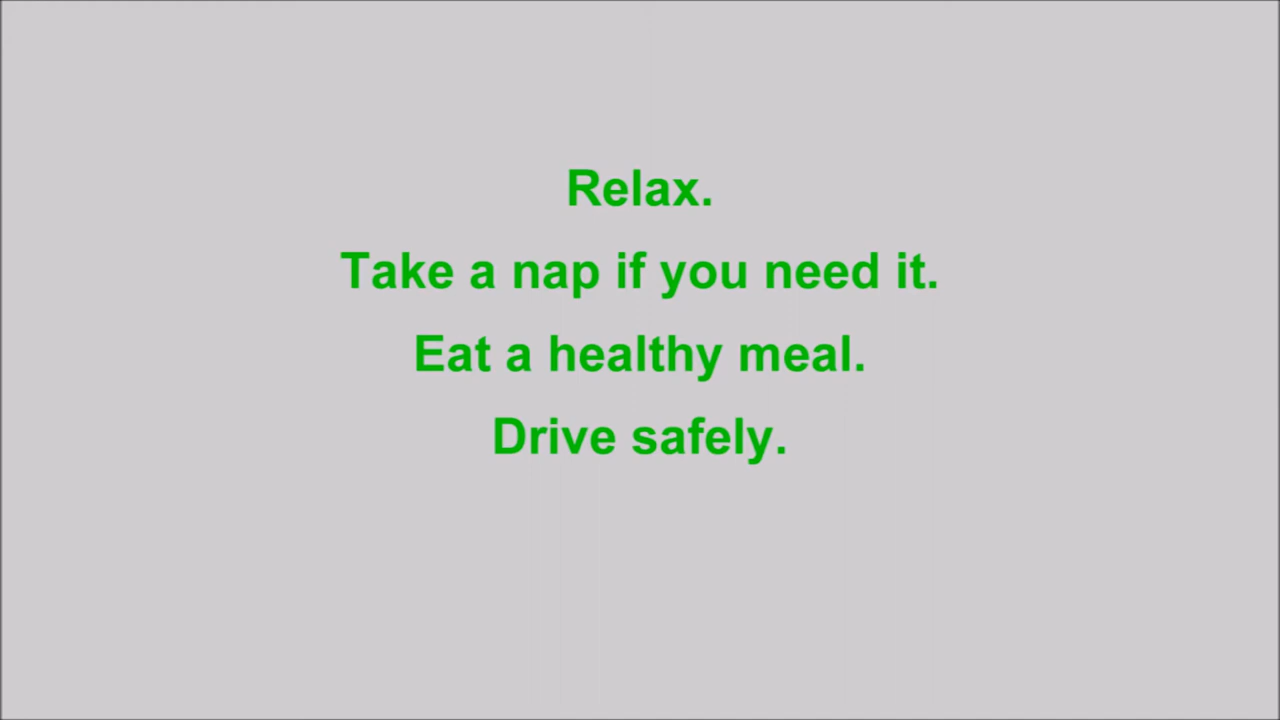 Relax.
Take a nap if you need it.
Eat a healthy meal.
Drive safely.